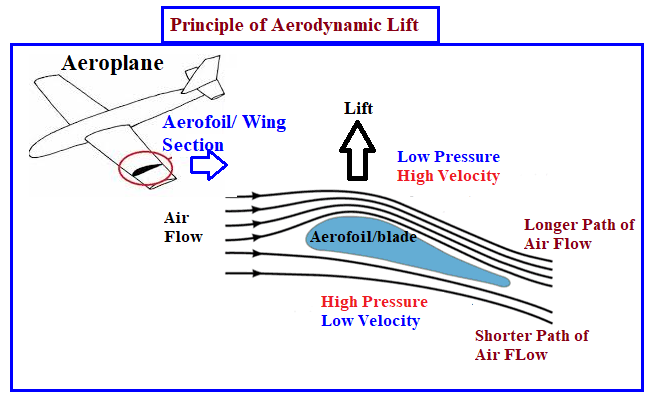 Principle of Aerodynamic Lift
Aeroplane
Aerofoil/ Wing
Section
Lift
Low Pressure
High Velocity
Air
Flow
Aerofoil/blade
Longer Path of
Air Flow
High Pressure
Low Velocity
Shorter Path of
Air FLow